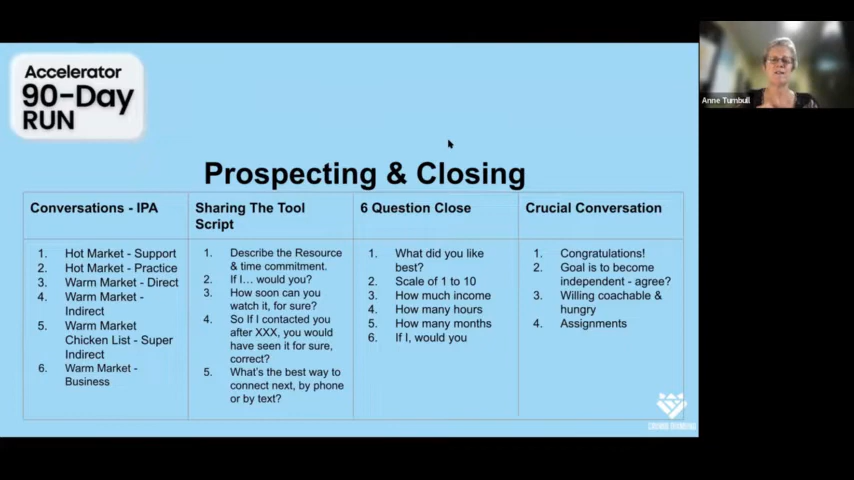 Accelerator
90-Day
RUN
Anne Turnbull
Prospecting & Closing
Conversations - IPA
1. Hot Market - Support
2. Hot Market - Practice
3. Warm Market - Direct
4. Warm Market -
Indirect
5. Warm Market
Chicken List - Super
Indirect
6. Warm Market -
Business
Sharing The Tool
Script
1. Describe the Resource
& time commitment.
2. If I... would you?
3. How soon can you
watch it, for sure?
4. So If I contacted you
after XXX, you would
have seen it for sure,
correct?
5. What's the best way to
connect next, by phone
or by text?
6 Question Close
1. What did you like
best?
2. Scale of 1 to 10
3. How much income
4. How many hours
5. How many months
6. If I, would you
Crucial Conversation
1. Congratulations!
2. Goal is to become
independent - agree?
3. Willing coachable &
hungry
4. Assignments